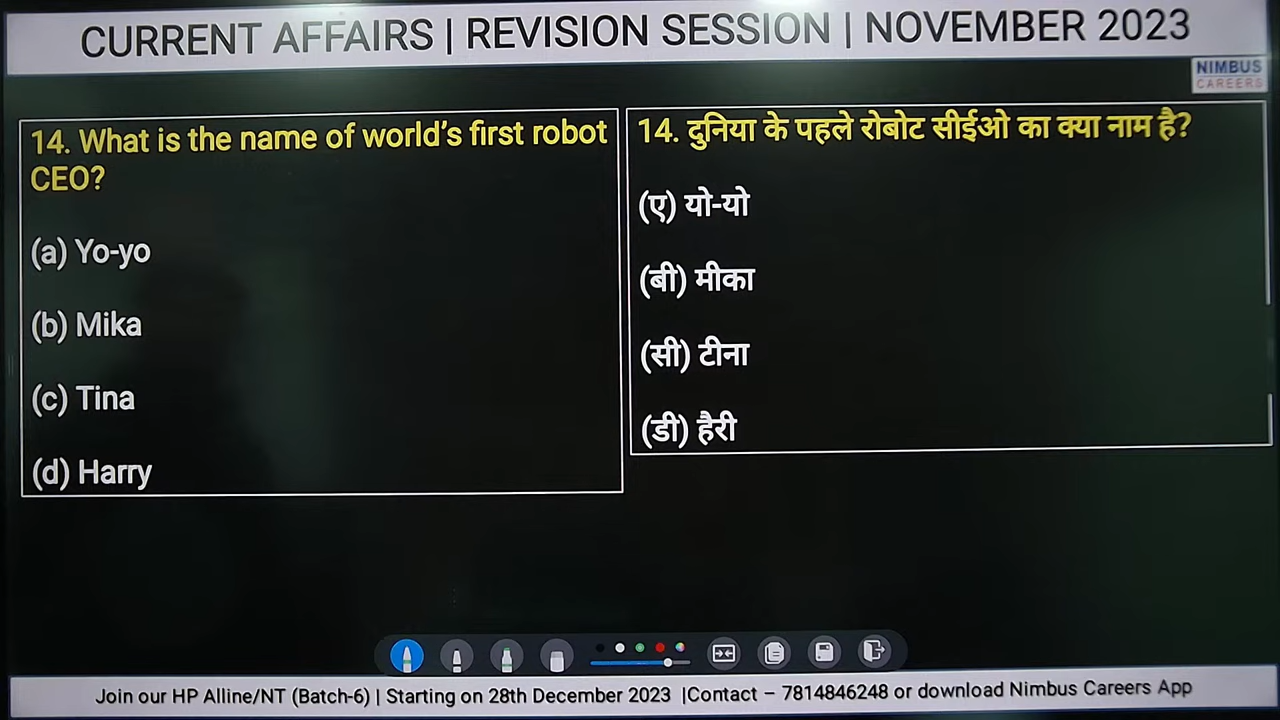 CURRENT AFFAIRS | REVISION SESSION | NOVEMBER 2023
NIMBUS
CAREERS
14. What is the name of world's first robot
CEO?
(a) Yo-yo
(b) Mika
(c) Tina
(d) Harry
14. दुनिया के पहले रोबोट सीईओ का क्या नाम है?
(ए) यो-यो
(बी) मीका
(सी) टीना
(डी) हैरी
Join our HP Alline/NT (Batch-6) | Starting on 28th December 2023 |Contact – 7814846248 or download Nimbus Careers App